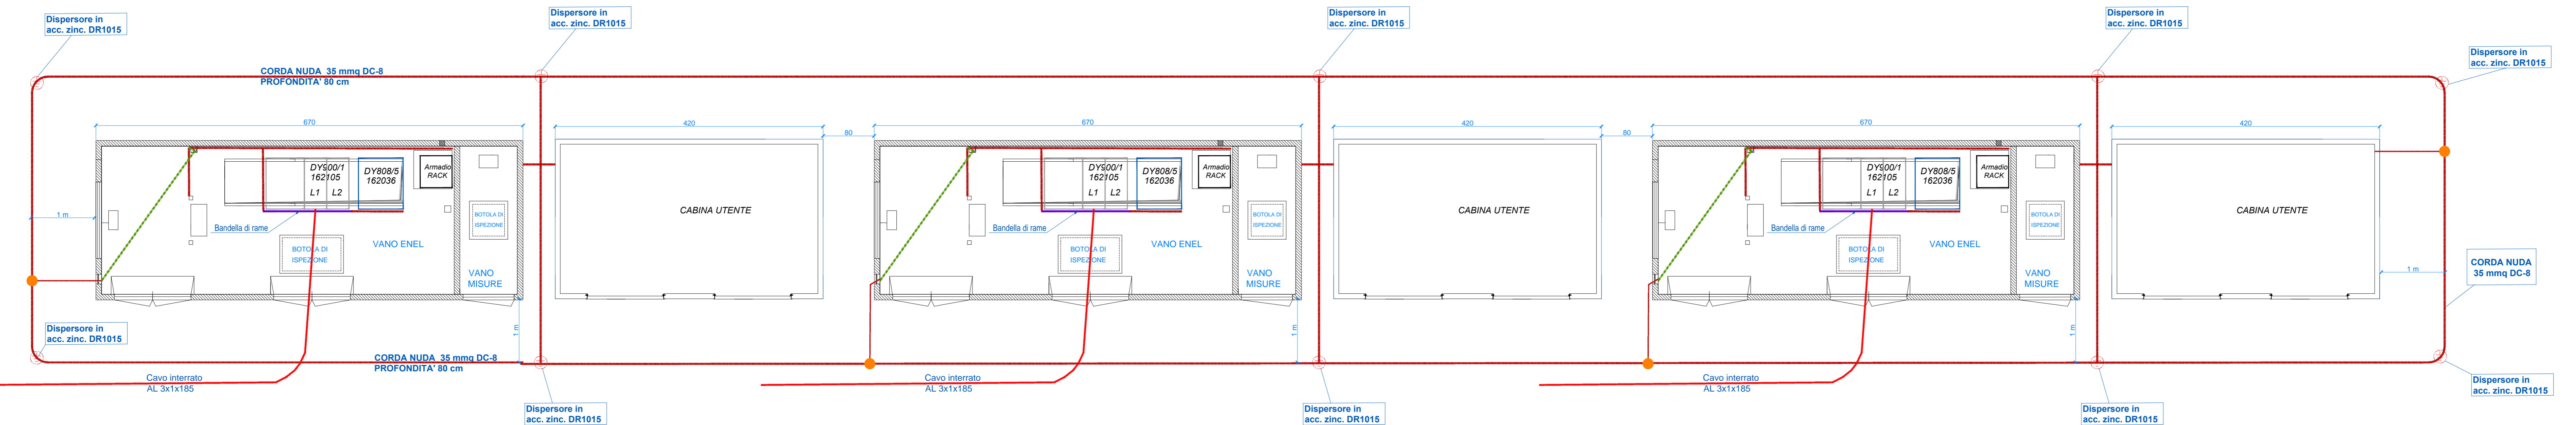 Dispersore in
acc. zinc. DR1015
Dispersore in
acc. zinc. DR1015
Dispersore in
acc. zinc. DR1015
Dispersore in
acc. zinc. DR1015
Dispersore in
acc. zinc. DR1015
CORDA NUDA 35 mmq DC-8
PROFONDITA' 80 cm
670
420
80
670
420
80
670
420
DY900/1
162105
L1 L2
DY808/5
162036
Armadio
RACK
BOTOLA DI
ISPEZIONE
Bandella di rame
BOTOLA DI
ISPEZIONE
VANO ENEL
VANO
MISURE
1 m
1 m
CABINA UTENTE
DY900/1
162105
L1 L2
DY808/5
162036
Armadio
RACK
BOTOLA DI
ISPEZIONE
Bandella di rame
BOTOLA DI
ISPEZIONE
VANO ENEL
VANO
MISURE
1 m
CABINA UTENTE
DY900/1
162105
L1 L2
DY808/5
162036
Armadio
RACK
BOTOLA DI
ISPEZIONE
Bandella di rame
BOTOLA DI
ISPEZIONE
VANO ENEL
VANO
MISURE
1 m
CABINA UTENTE
1 m
CORDA NUDA
35 mmq DC-8
Dispersore in
acc. zinc. DR1015
CORDA NUDA 35 mmq DC-8
PROFONDITA' 80 cm
Cavo interrato
AL 3x1x185
Cavo interrato
AL 3x1x185
Cavo interrato
AL 3x1x185
Dispersore in
acc. zinc. DR1015
Dispersore in
acc. zinc. DR1015
Dispersore in
acc. zinc. DR1015
Dispersore in
acc. zinc. DR1015